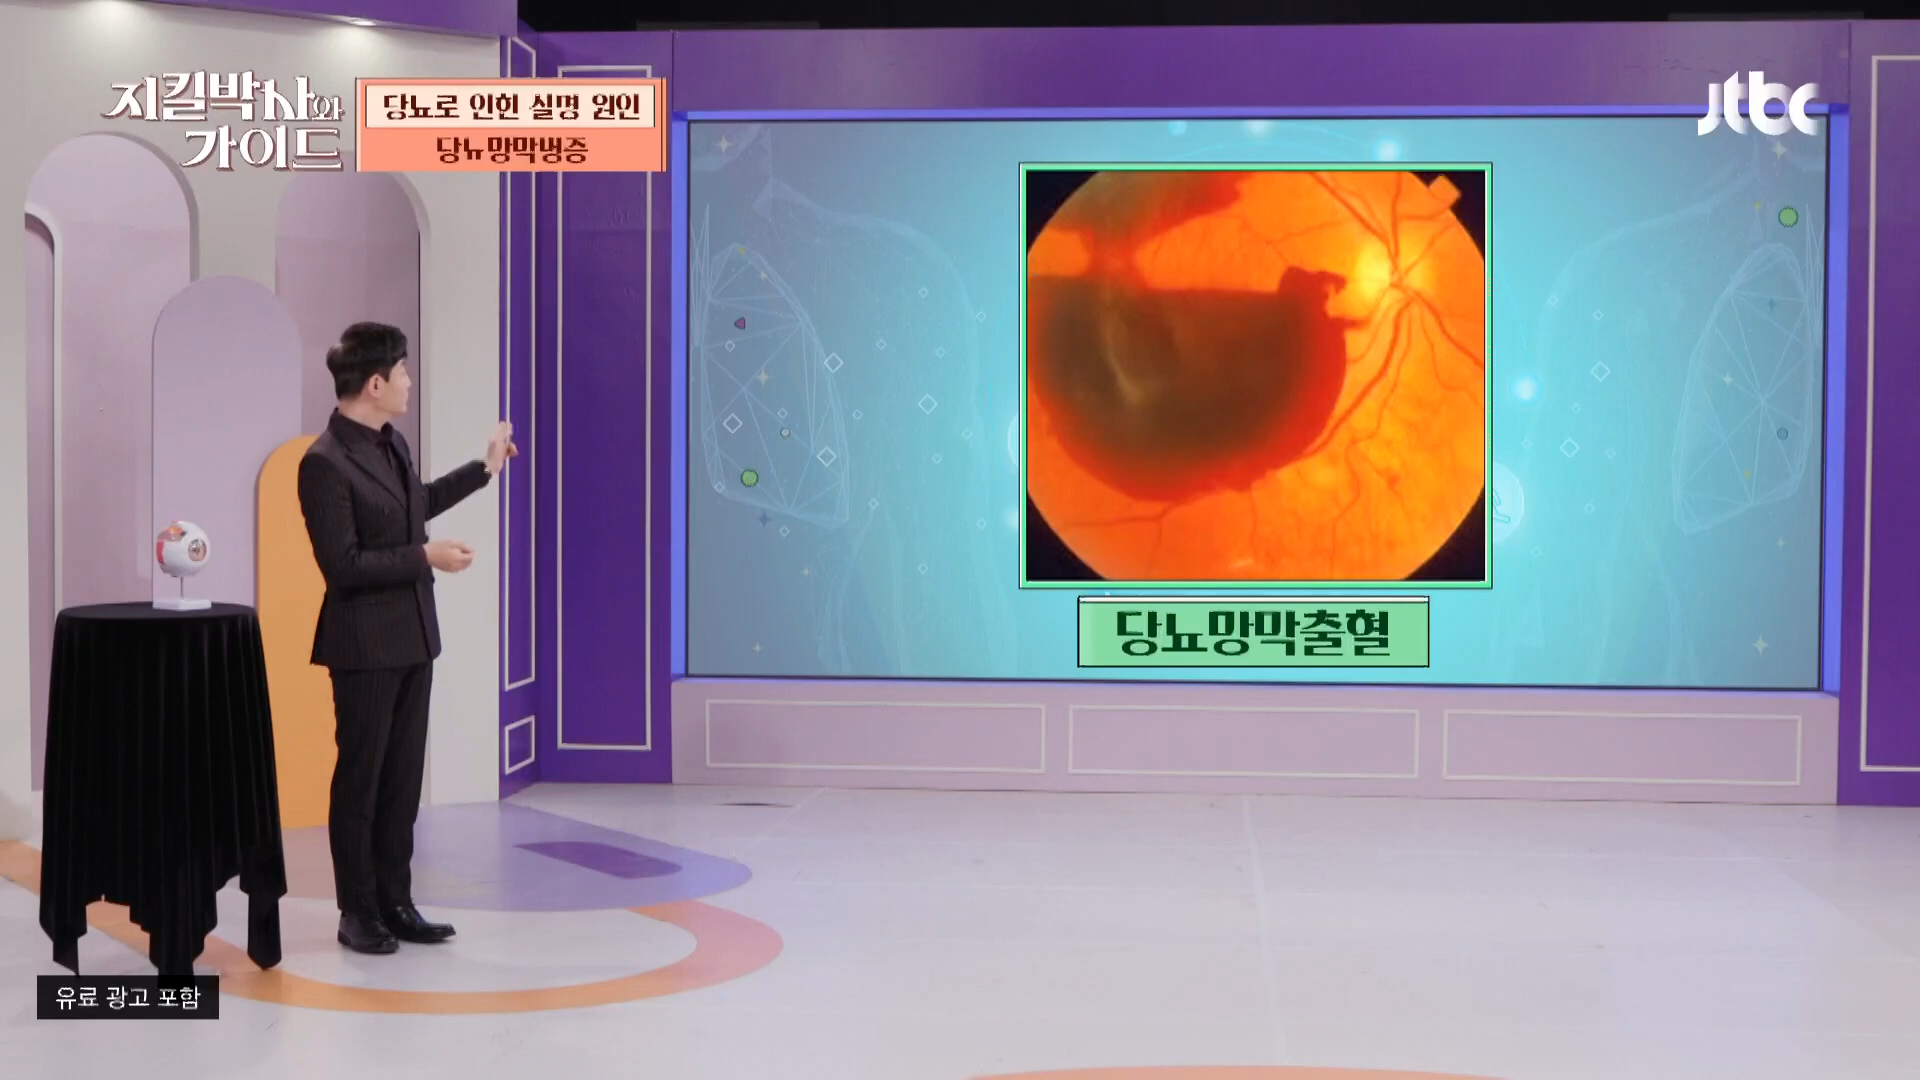 지킬박사와
가이드
당뇨로 인한 실명 원인
당뇨망막병증
jtbc
당뇨망막출혈
유료 광고 포함